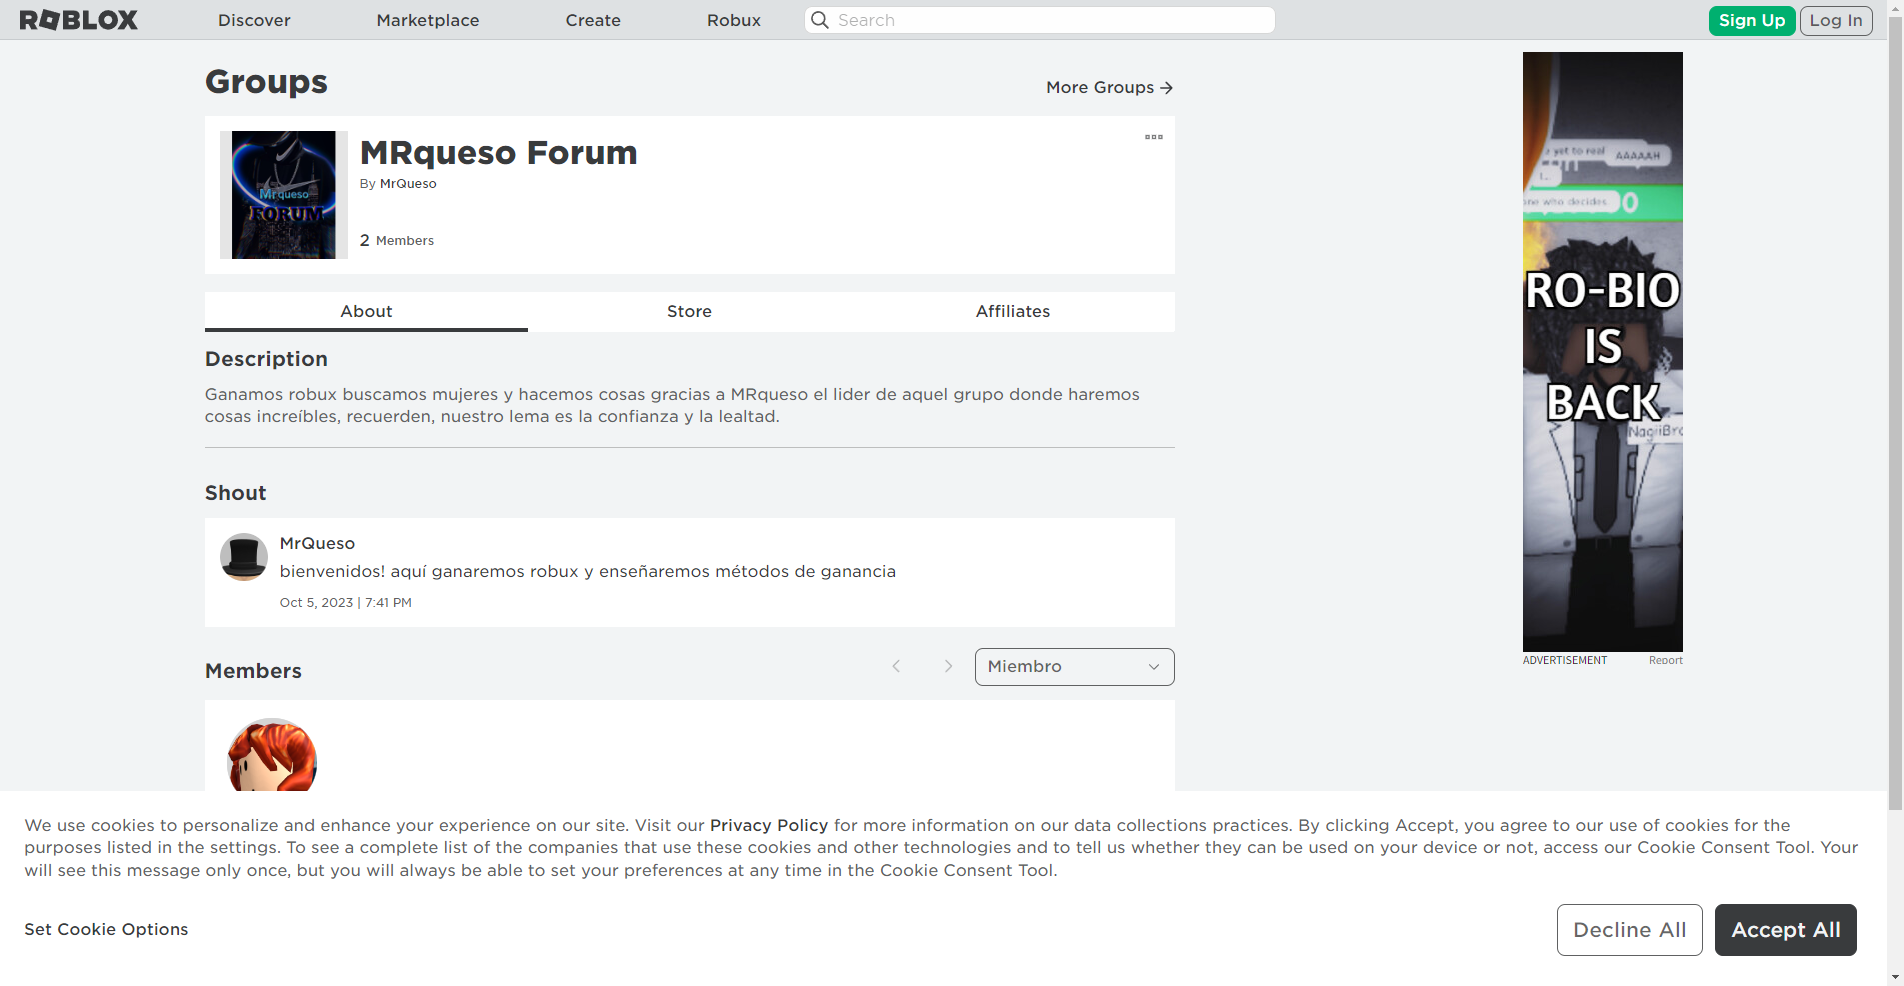 ROBLOX
Discover
Marketplace
Create
Robux
Search
Sign Up
Log In
Groups
More Groups
MRqueso Forum
By MrQueso
2 Members
Mrqueso
FORUM
About
Store
Affiliates
Description
Ganamos robux buscamos mujeres y hacemos cosas gracias a MRqueso el lider de aquel grupo donde haremos
cosas increíbles, recuerden, nuestro lema es la confianza y la lealtad.
Shout
MrQueso
bienvenidos! aquí ganaremos robux y enseñaremos métodos de ganancia
Oct 5, 2023 | 7:41 PM
Members
Miembro
yet to real
AAAAAH
who decides
RO-BIO
IS
BACK
ADVERTISEMENT
Report
We use cookies to personalize and enhance your experience on our site. Visit our Privacy Policy for more information on our data collections practices. By clicking Accept, you agree to our use of cookies for the
purposes listed in the settings. To see a complete list of the companies that use these cookies and other technologies and to tell us whether they can be used on your device or not, access our Cookie Consent Tool. Your
will see this message only once, but you will always be able to set your preferences at any time in the Cookie Consent Tool.
Set Cookie Options
Decline All
Accept All